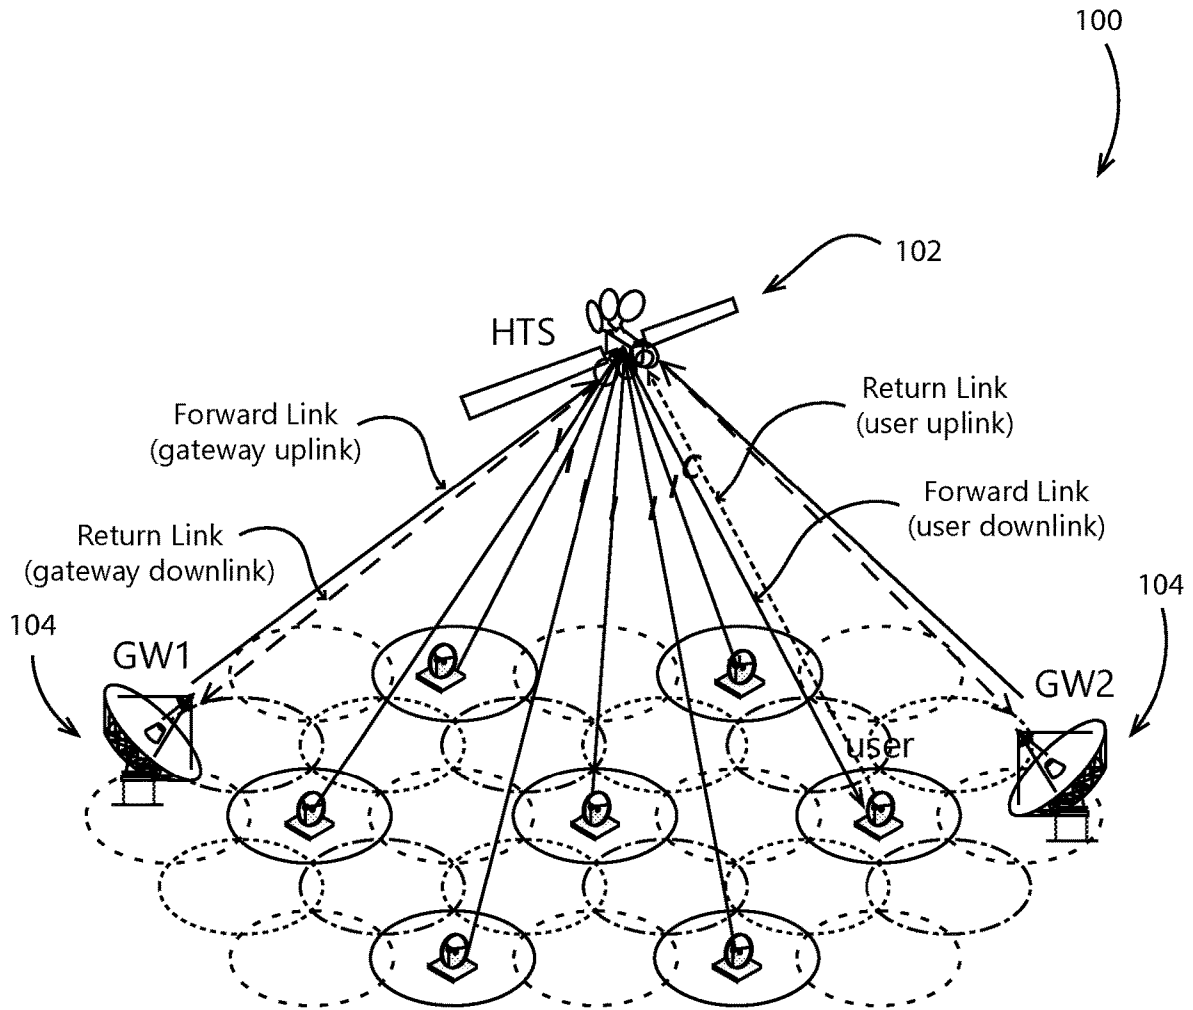 100
102
HTS
Return Link
(user uplink)
Forward Link
(gateway uplink)
Forward Link
(user downlink)
Return Link
(gateway downlink)
104
104
GW1
GW2
user